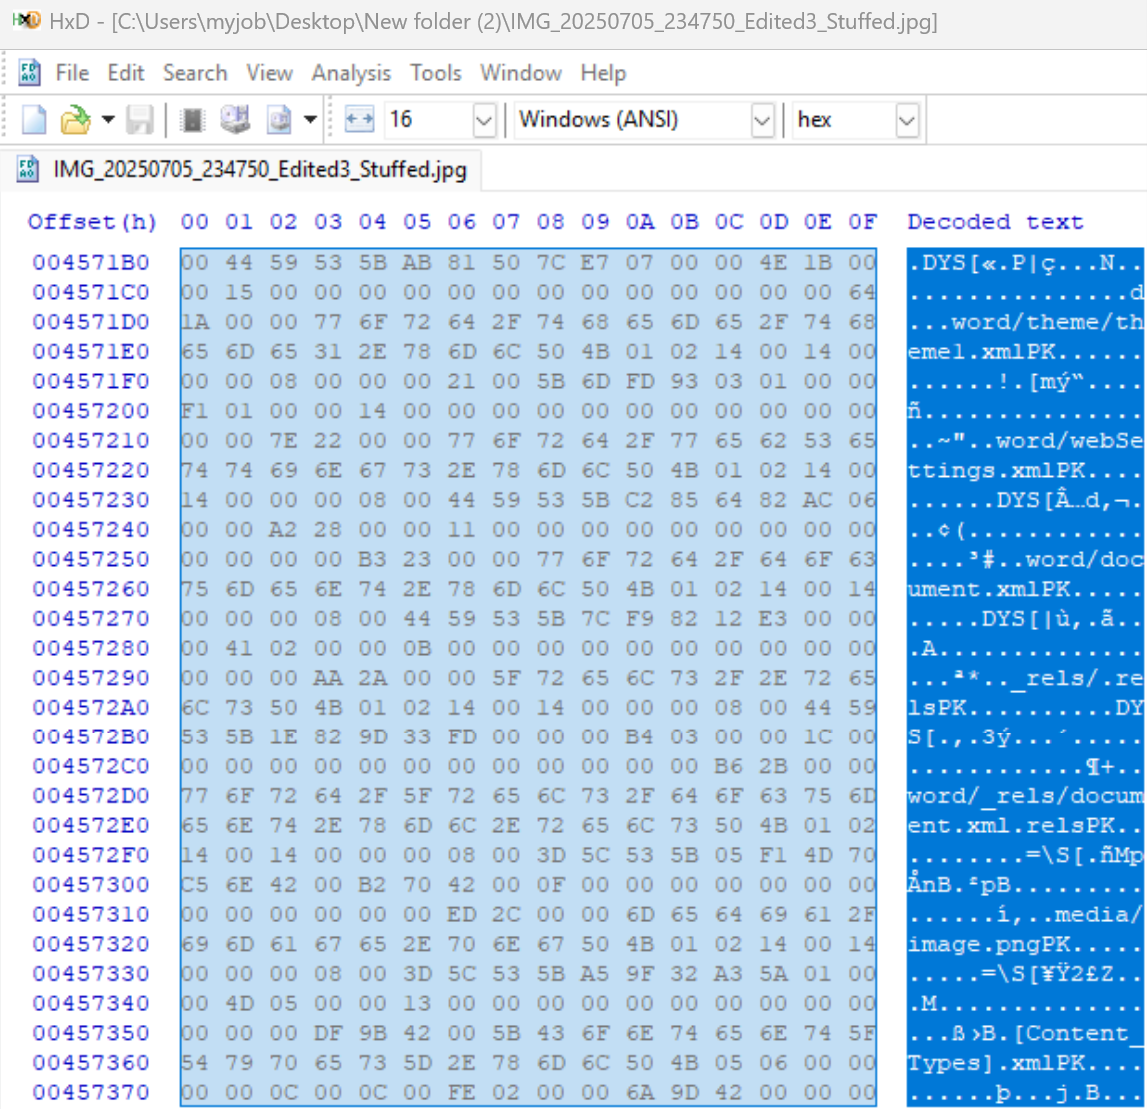 HxD - [C:\Users\myjob\Desktop\New folder (2)\IMG_20250705_234750_Edited3_Stuffed.jpg]
File Edit Search View Analysis Tools Window Help
16 Windows (ANSI) hex
IMG_20250705_234750_Edited3_Stuffed.jpg
Offset(h) 00 01 02 03 04 05 06 07 08 09 0A 0B 0C 0D 0E 0F Decoded text
004571B0 00 44 59 53 5B AB 81 50 7C E7 07 00 00 4E 1B 00 .DYS[«.P|ç...N..
004571C0 00 15 00 00 00 00 00 00 00 00 00 00 00 00 00 64 ...............d
004571D0 1A 00 00 77 6F 72 64 2F 74 68 65 6D 65 2F 74 68 ...word/theme/th
004571E0 65 6D 65 31 2E 78 6D 6C 50 4B 01 02 14 00 14 00 eme1.xmlPK......
004571F0 00 00 08 00 00 00 21 00 5B 6D FD 93 03 01 00 00 ......!.[mý“....
00457200 F1 01 00 00 14 00 00 00 00 00 00 00 00 00 00 00 ñ...............
00457210 00 00 7E 22 00 00 77 6F 72 64 2F 77 65 62 53 65 ..~"..word/webSe
00457220 74 74 69 6E 67 73 2E 78 6D 6C 50 4B 01 02 14 00 ttings.xmlPK....
00457230 14 00 00 00 08 00 44 59 53 5B C2 85 64 82 AC 06 ......DYS[Â…d‚¬.
00457240 00 00 A2 28 00 00 11 00 00 00 00 00 00 00 00 00 ..¢(............
00457250 00 00 00 00 B3 23 00 00 77 6F 72 64 2F 64 6F 63 ....³#..word/doc
00457260 75 6D 65 6E 74 2E 78 6D 6C 50 4B 01 02 14 00 14 ument.xmlPK.....
00457270 00 00 00 08 00 44 59 53 5B 7C F9 82 12 E3 00 00 .....DYS[|ù‚.ã..
00457280 00 41 02 00 00 0B 00 00 00 00 00 00 00 00 00 00 .A..............
00457290 00 00 00 AA 2A 00 00 5F 72 65 6C 73 2F 2E 72 65 ...ª*.._rels/.re
004572A0 6C 73 50 4B 01 02 14 00 14 00 00 00 08 00 44 59 lsPK..........DY
004572B0 53 5B 1E 82 9D 33 FD 00 00 00 B4 03 00 00 1C 00 S[.‚.3ý...´.....
004572C0 00 00 00 00 00 00 00 00 00 00 00 00 B6 2B 00 00 ............¶+..
004572D0 77 6F 72 64 2F 5F 72 65 6C 73 2F 64 6F 63 75 6D word/_rels/docum
004572E0 65 6E 74 2E 78 6D 6C 2E 72 65 6C 73 50 4B 01 02 ent.xml.relsPK..
004572F0 14 00 14 00 00 00 08 00 3D 5C 53 5B 05 F1 4D 70 ........=\S[.ñMp
00457300 C5 6E 42 00 B2 70 42 00 0F 00 00 00 00 00 00 00 ÅnB.²pB.........
00457310 00 00 00 00 00 00 ED 2C 00 00 6D 65 64 69 61 2F ......í,..media/
00457320 69 6D 61 67 65 2E 70 6E 67 50 4B 01 02 14 00 14 image.pngPK.....
00457330 00 00 00 08 00 3D 5C 53 5B A5 9F 32 A3 5A 01 00 .....=\S[¥Ÿ2£Z..
00457340 00 4D 05 00 00 13 00 00 00 00 00 00 00 00 00 00 .M..............
00457350 00 00 00 DF 9B 42 00 5B 43 6F 6E 74 65 6E 74 5F ...ß›B.[Content_
00457360 54 79 70 65 73 5D 2E 78 6D 6C 50 4B 05 06 00 00 Types].xmlPK....
00457370 00 00 0C 00 0C 00 FE 02 00 00 6A 9D 42 00 00 00 ......þ...j.B...